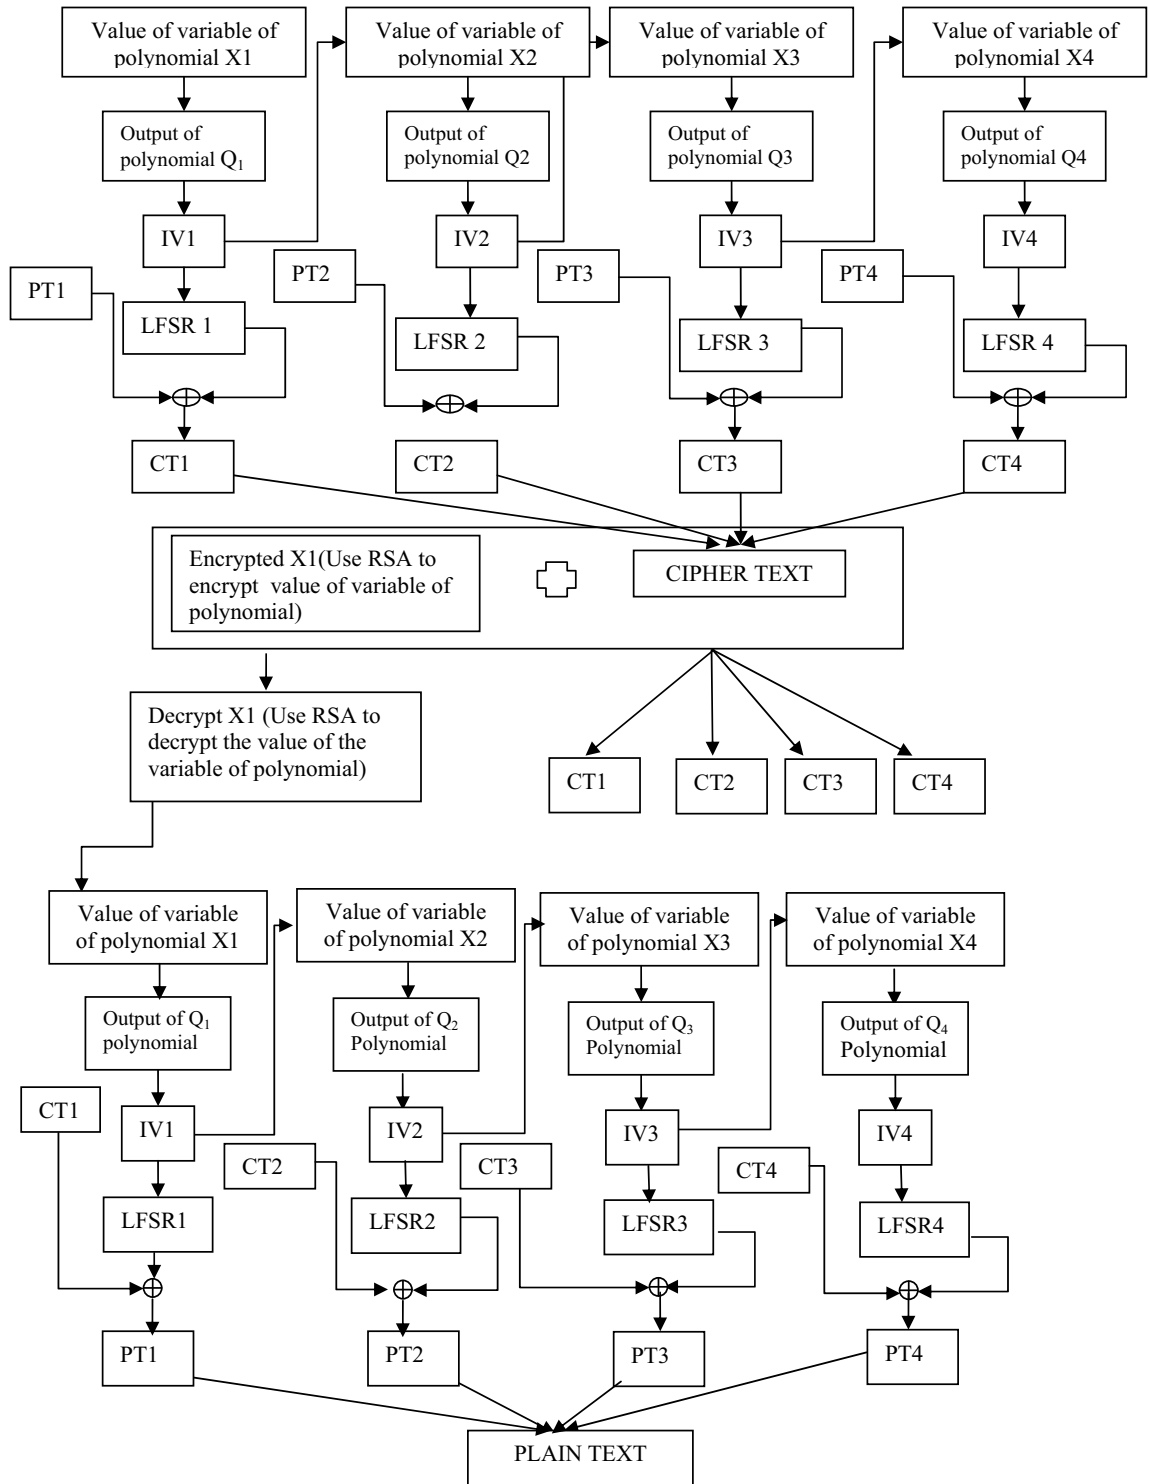 Value of variable of
polynomial X1
Value of variable of
polynomial X2
Value of variable of
polynomial X3
Value of variable of
polynomial X4
Output of
polynomial Q1
Output of
polynomial Q2
Output of
polynomial Q3
Output of
polynomial Q4
IV1
IV2
IV3
IV4
PT1
PT2
PT3
PT4
LFSR 1
LFSR 2
LFSR 3
LFSR 4
CT1
CT2
CT3
CT4
Encrypted X1(Use RSA to
encrypt value of variable of
polynomial)
CIPHER TEXT
Decrypt X1 (Use RSA to
decrypt the value of the
variable of polynomial)
CT1
CT2
CT3
CT4
Value of variable
of polynomial X1
Value of variable
of polynomial X2
Value of variable
of polynomial X3
Value of variable
of polynomial X4
Output of Q1
polynomial
Output of Q2
Polynomial
Output of Q3
Polynomial
Output of Q4
Polynomial
CT1
IV1
IV2
IV3
IV4
CT2
CT3
CT4
LFSR1
LFSR2
LFSR3
LFSR4
PT1
PT2
PT3
PT4
PLAIN TEXT